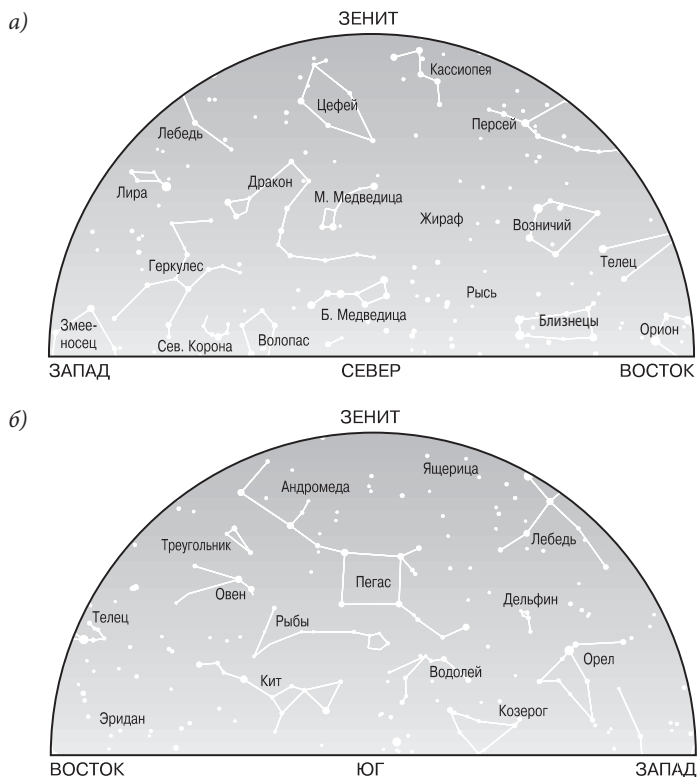 а)
ЗЕНИТ
Кассиопея
Цефей
Персей
Лебедь
Дракон
Лира
М. Медведица
Жираф
Возничий
Телец
Геркулес
Рысь
Б. Медведица
Близнецы
Змее-
носец
Орион
Сев. Корона
Волопас
ЗАПАД
СЕВЕР
ВОСТОК
б)
ЗЕНИТ
Ящерица
Андромеда
Треугольник
Лебедь
Пегас
Овен
Дельфин
Телец
Рыбы
Орел
Водолей
Кит
Козерог
Эридан
ВОСТОК
ЮГ
ЗАПАД